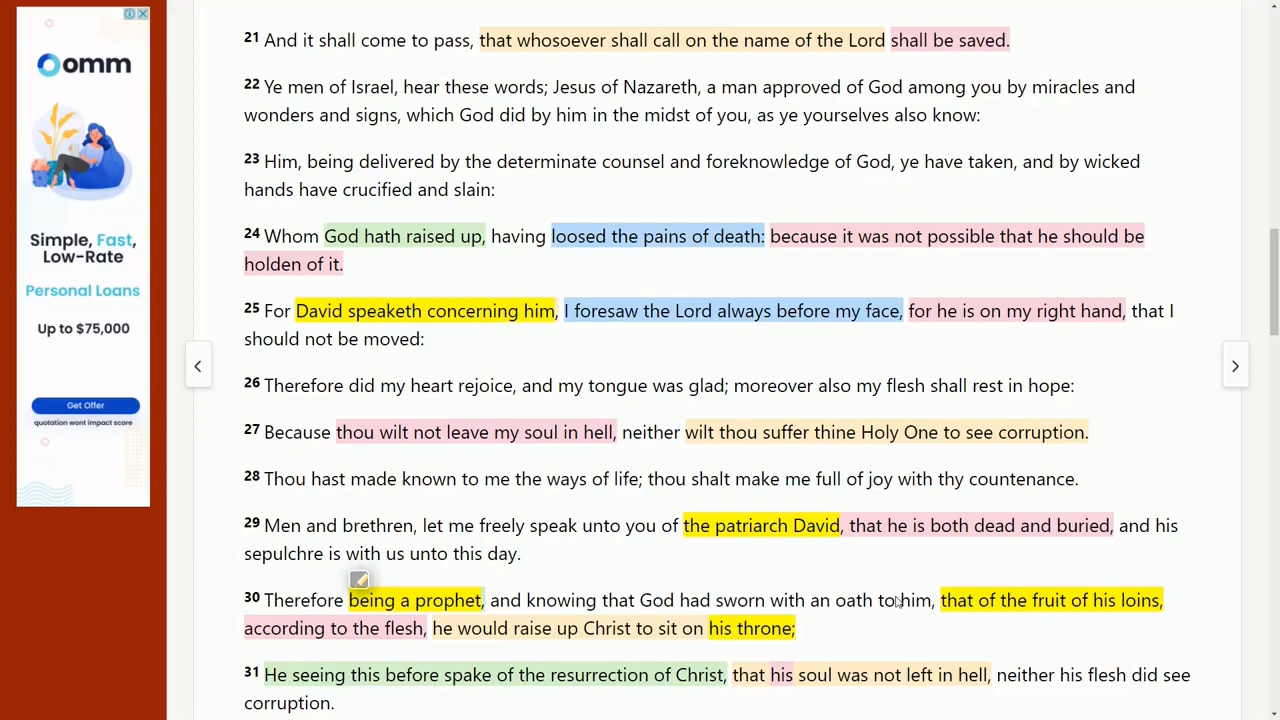 omm
Simple, Fast,
Low-Rate
Personal Loans
Up to $75,000
Get Offer
quotation wont impact score
21 And it shall come to pass, that whosoever shall call on the name of the Lord shall be saved.
22 Ye men of Israel, hear these words; Jesus of Nazareth, a man approved of God among you by miracles and
wonders and signs, which God did by him in the midst of you, as ye yourselves also know:
23 Him, being delivered by the determinate counsel and foreknowledge of God, ye have taken, and by wicked
hands have crucified and slain:
24 Whom God hath raised up, having loosed the pains of death: because it was not possible that he should be
holden of it.
25 For David speaketh concerning him, I foresaw the Lord always before my face, for he is on my right hand, that I
should not be moved:
26 Therefore did my heart rejoice, and my tongue was glad; moreover also my flesh shall rest in hope:
27 Because thou wilt not leave my soul in hell, neither wilt thou suffer thine Holy One to see corruption.
28 Thou hast made known to me the ways of life; thou shalt make me full of joy with thy countenance.
29 Men and brethren, let me freely speak unto you of the patriarch David, that he is both dead and buried, and his
sepulchre is with us unto this day.
30 Therefore being a prophet, and knowing that God had sworn with an oath to him, that of the fruit of his loins,
according to the flesh, he would raise up Christ to sit on his throne;
31 He seeing this before spake of the resurrection of Christ, that his soul was not left in hell, neither his flesh did see
corruption.